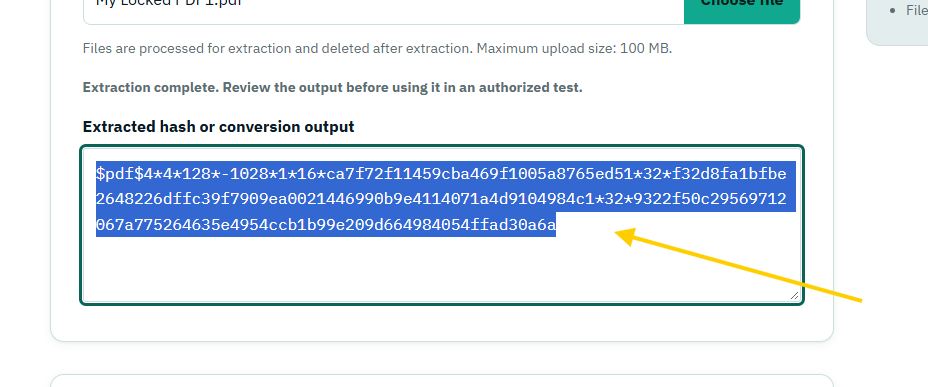 My Locked PDF1.pdf
Choose file
File
Files are processed for extraction and deleted after extraction. Maximum upload size: 100 MB.
Extraction complete. Review the output before using it in an authorized test.
Extracted hash or conversion output
$pdf$4*4*128*-1028*1*16*ca7f72f11459cba469f1005a8765ed51*32*f32d8fa1bfbe
2648226dffc39f7909ea0021446990b9e4114071a4d9104984c1*32*9322f50c29569712
067a775264635e4954ccb1b99e209d664984054ffad30a6a